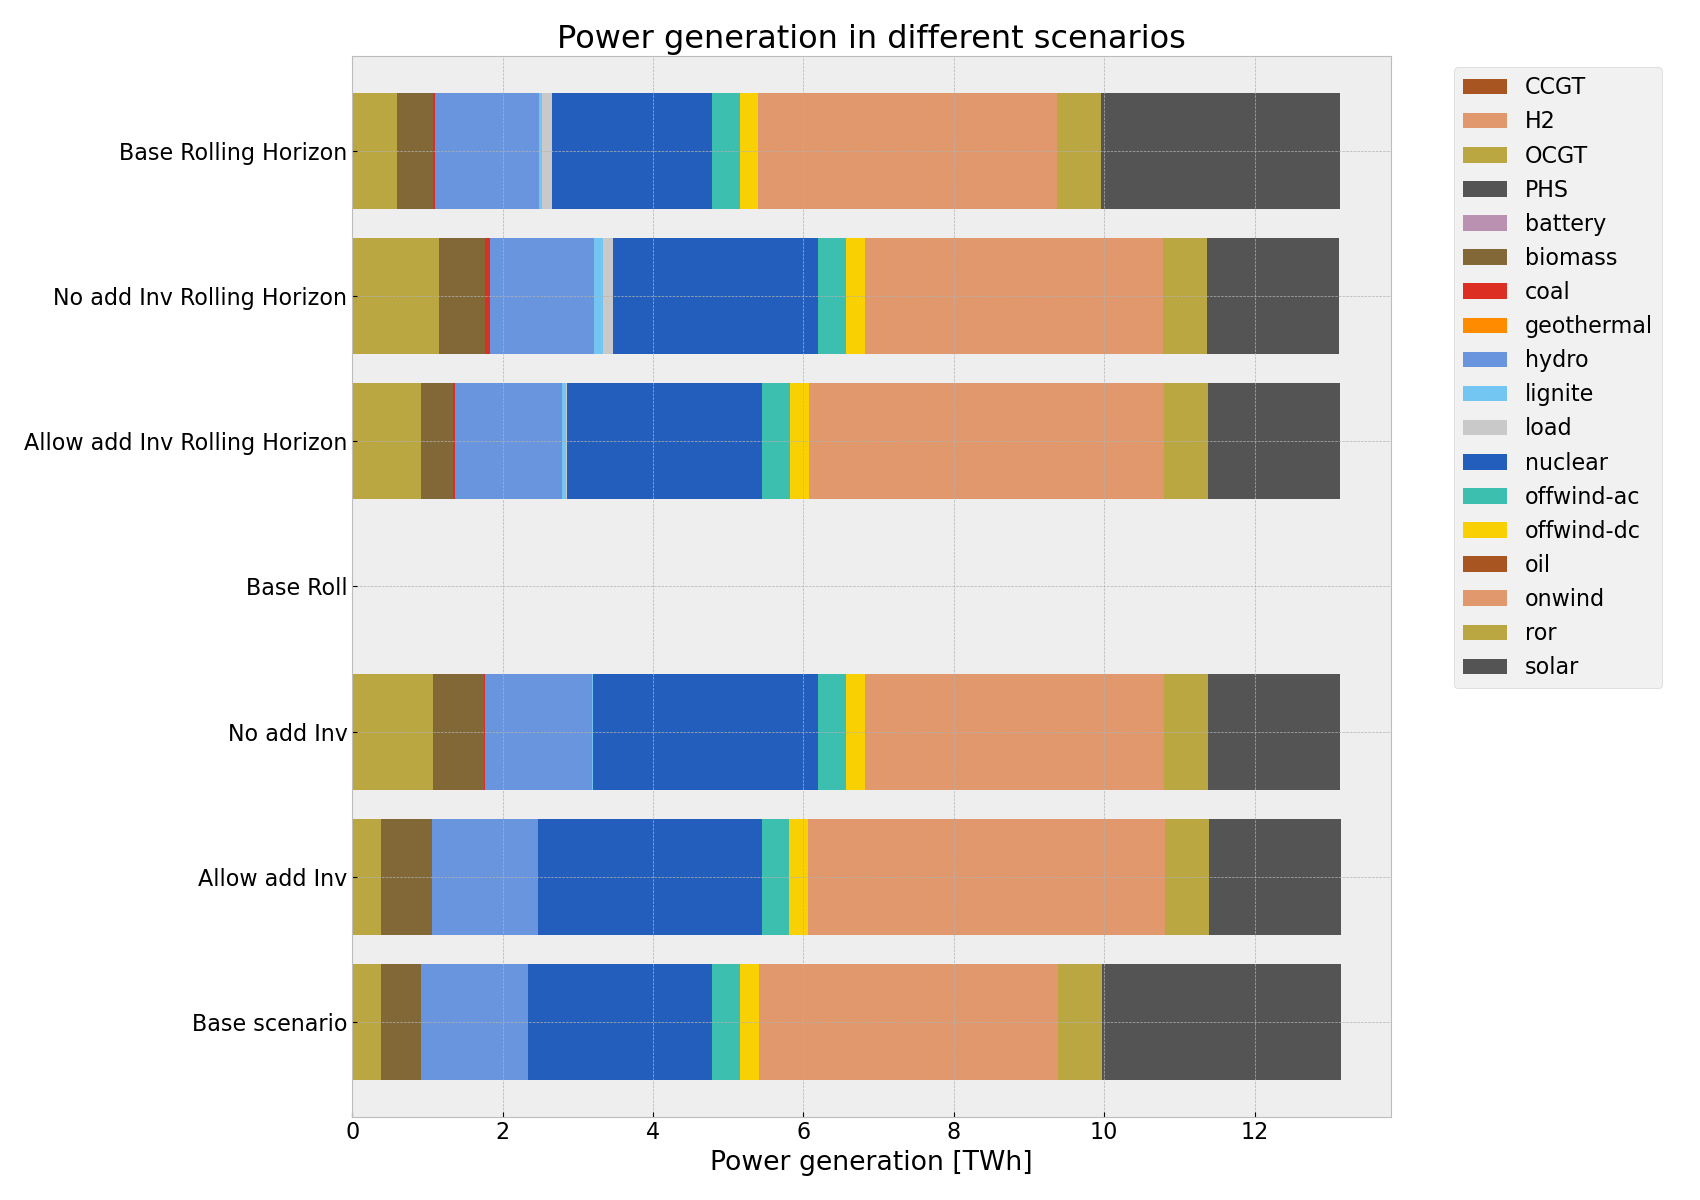 Power generation in different scenarios
Base Rolling Horizon
No add Inv Rolling Horizon
Allow add Inv Rolling Horizon
Base Roll
No add Inv
Allow add Inv
Base scenario
0 2 4 6 8 10 12
Power generation [TWh]
CCGT
H2
OCGT
PHS
battery
biomass
coal
geothermal
hydro
lignite
load
nuclear
offwind-ac
offwind-dc
oil
onwind
ror
solar